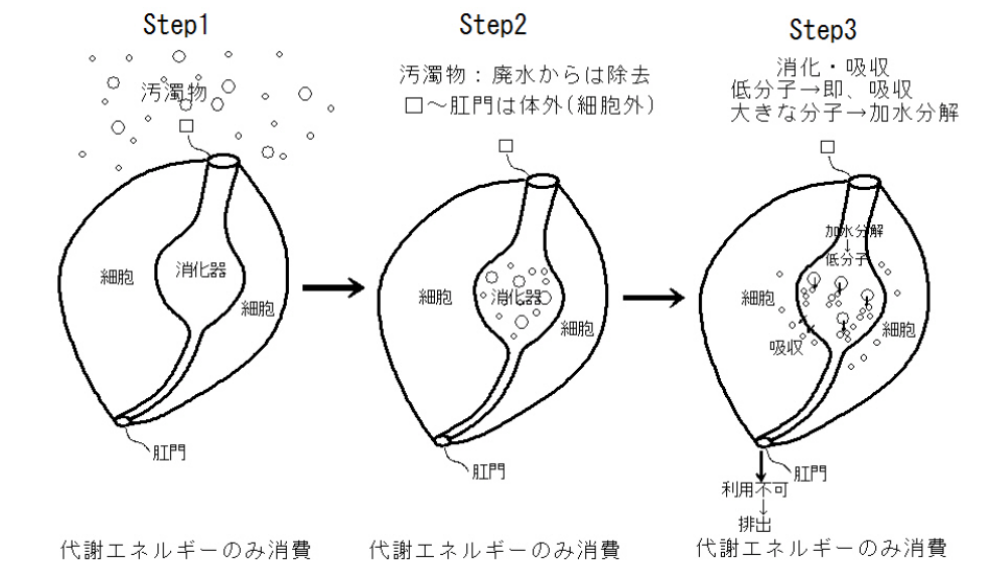 Step1
汚濁物
□
細胞
消化器
細胞
肛門
代謝エネルギーのみ消費
Step2
汚濁物：廃水からは除去
□～肛門は体外(細胞外)
□
細胞
消化器
細胞
肛門
代謝エネルギーのみ消費
Step3
消化・吸収
低分子→即、吸収
大きな分子→加水分解
□
加水分解
↓
低分子
細胞
細胞
吸収
肛門
利用不可
↓
排出
代謝エネルギーのみ消費